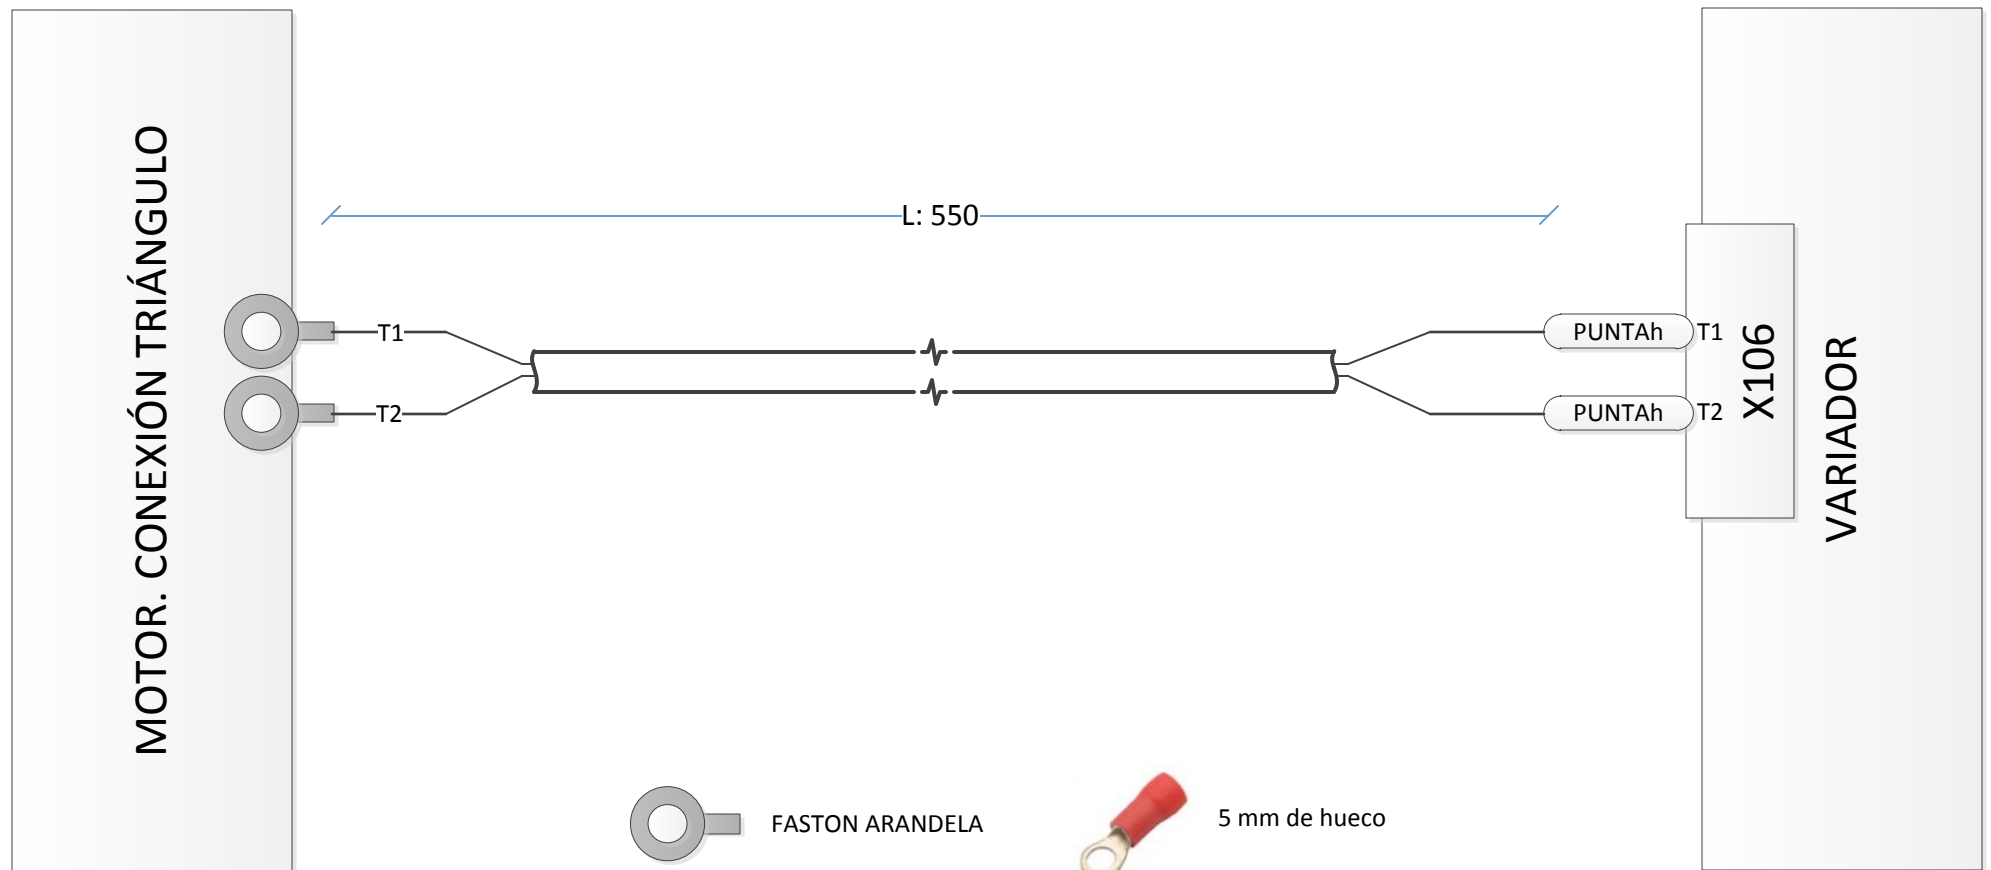 MOTOR. CONEXIÓN TRIÁNGULO
L: 550
T1
T2
PUNTAh
T1
PUNTAh
T2
X106
VARIADOR
FASTON ARANDELA
5 mm de hueco